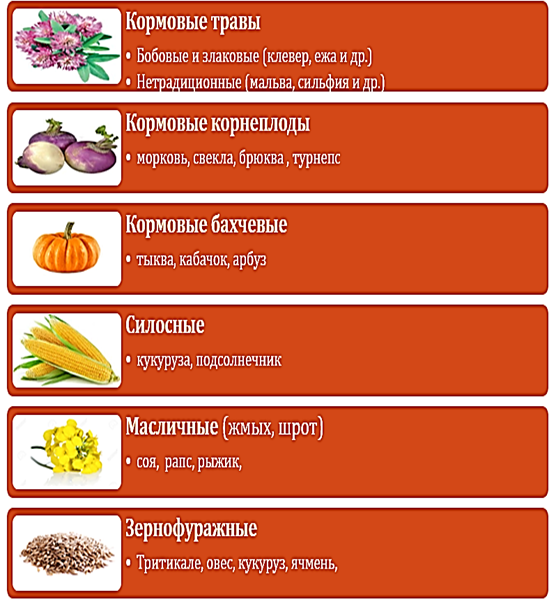 Кормовые травы
• Бобовые и злаковые (клевер, ежа и др.)
• Нетрадиционные (мальва, сильфия и др.)
Кормовые корнеплоды
• морковь, свекла, брюква , турнепс
Кормовые бахчевые
• тыква, кабачок, арбуз
Силосные
• кукуруза, подсолнечник
Масличные (жмых, шрот)
• соя, рапс, рыжик,
Зернофуражные
• Тритикале, овес, кукуруз, ячмень,